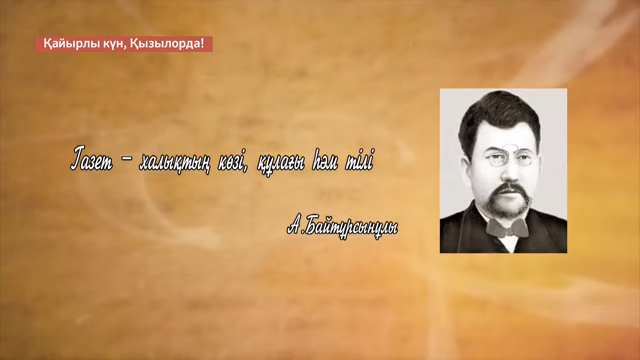 Қайырлы күн, Қызылорда!
Газет – халықтың көзі, құлағы һәм тілі
А.Байтұрсынұлы